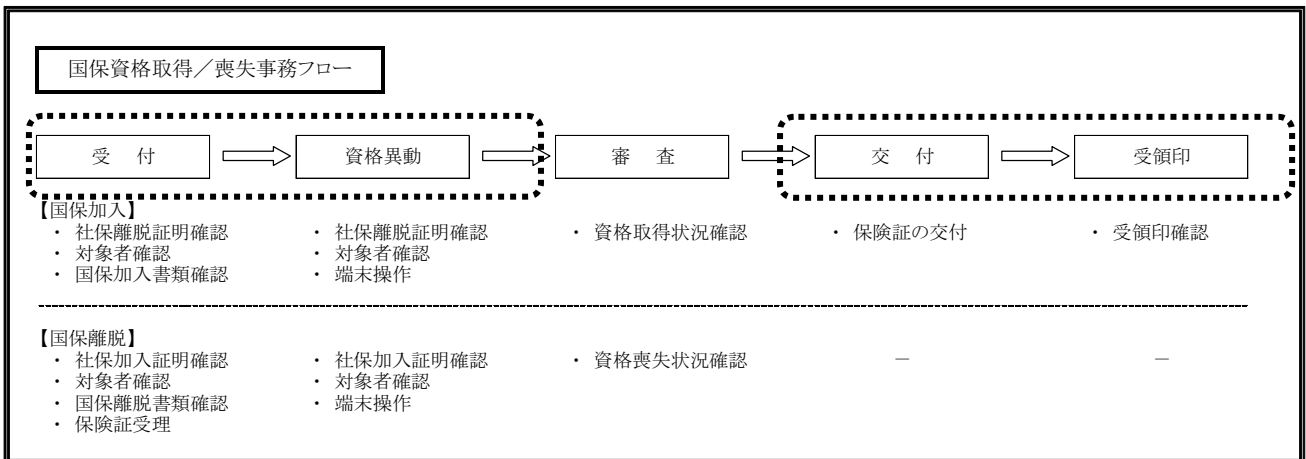 国保資格取得／喪失事務フロー
受　付　資格異動　審　査　交　付　受領印
【国保加入】
・ 社保離脱証明確認　・ 社保離脱証明確認　・ 資格取得状況確認　・ 保険証の交付　・ 受領印確認
・ 対象者確認　・ 対象者確認
・ 国保加入書類確認　・ 端末操作
【国保離脱】
・ 社保加入証明確認　・ 社保加入証明確認　・ 資格喪失状況確認　－　－
・ 対象者確認　・ 対象者確認
・ 国保離脱書類確認　・ 端末操作
・ 保険証受理